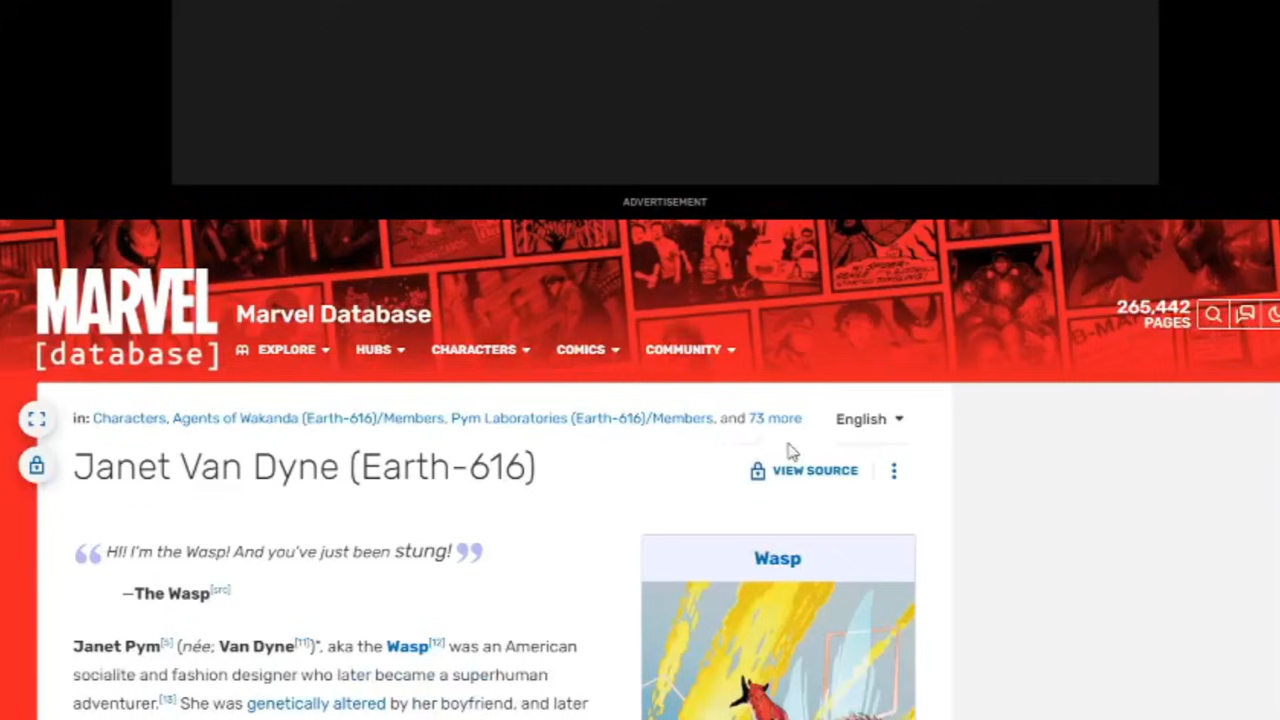 ADVERTISEMENT
MARVEL
[database]
Marvel Database
265,442
PAGES
EXPLORE
HUBS
CHARACTERS
COMICS
COMMUNITY
in: Characters, Agents of Wakanda (Earth-616)/Members, Pym Laboratories (Earth-616)/Members, and 73 more
English
Janet Van Dyne (Earth-616)
VIEW SOURCE
“ HI! I'm the Wasp! And you've just been stung! ”
—The Wasp[src]
Wasp
Janet Pym[5] (née; Van Dyne[11])*, aka the Wasp[12] was an American
socialite and fashion designer who later became a superhuman
adventurer.[13] She was genetically altered by her boyfriend, and later